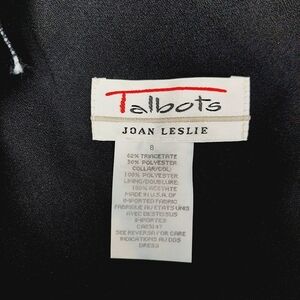 Talbots
JOAN LESLIE
8
62% TRIACETATE
38% POLYESTER
COLLAR/COL:
100% POLYESTER
LINING/DOUBLURE:
100% ACETATE
MADE IN U.S.A. OF
IMPORTED FABRIC
FABRIQUE AU ETATS UNIS
AVEC DES TISSUS
IMPORTES
SEE REVERSE FOR CARE
INDICATIONS AU DOS
DRESS